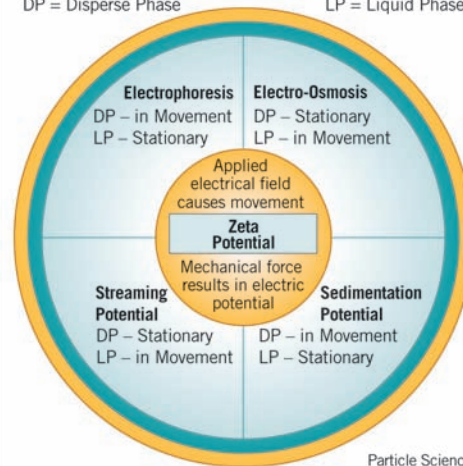 DP = Disperse Phase
LP = Liquid Phase
Electrophoresis
DP – in Movement
LP – Stationary
Electro-Osmosis
DP – Stationary
LP – in Movement
Applied
electrical field
causes movement
Zeta
Potential
Mechanical force
results in electric
potential
Streaming
Potential
DP – Stationary
LP – in Movement
Sedimentation
Potential
DP – in Movement
LP – Stationary
Particle